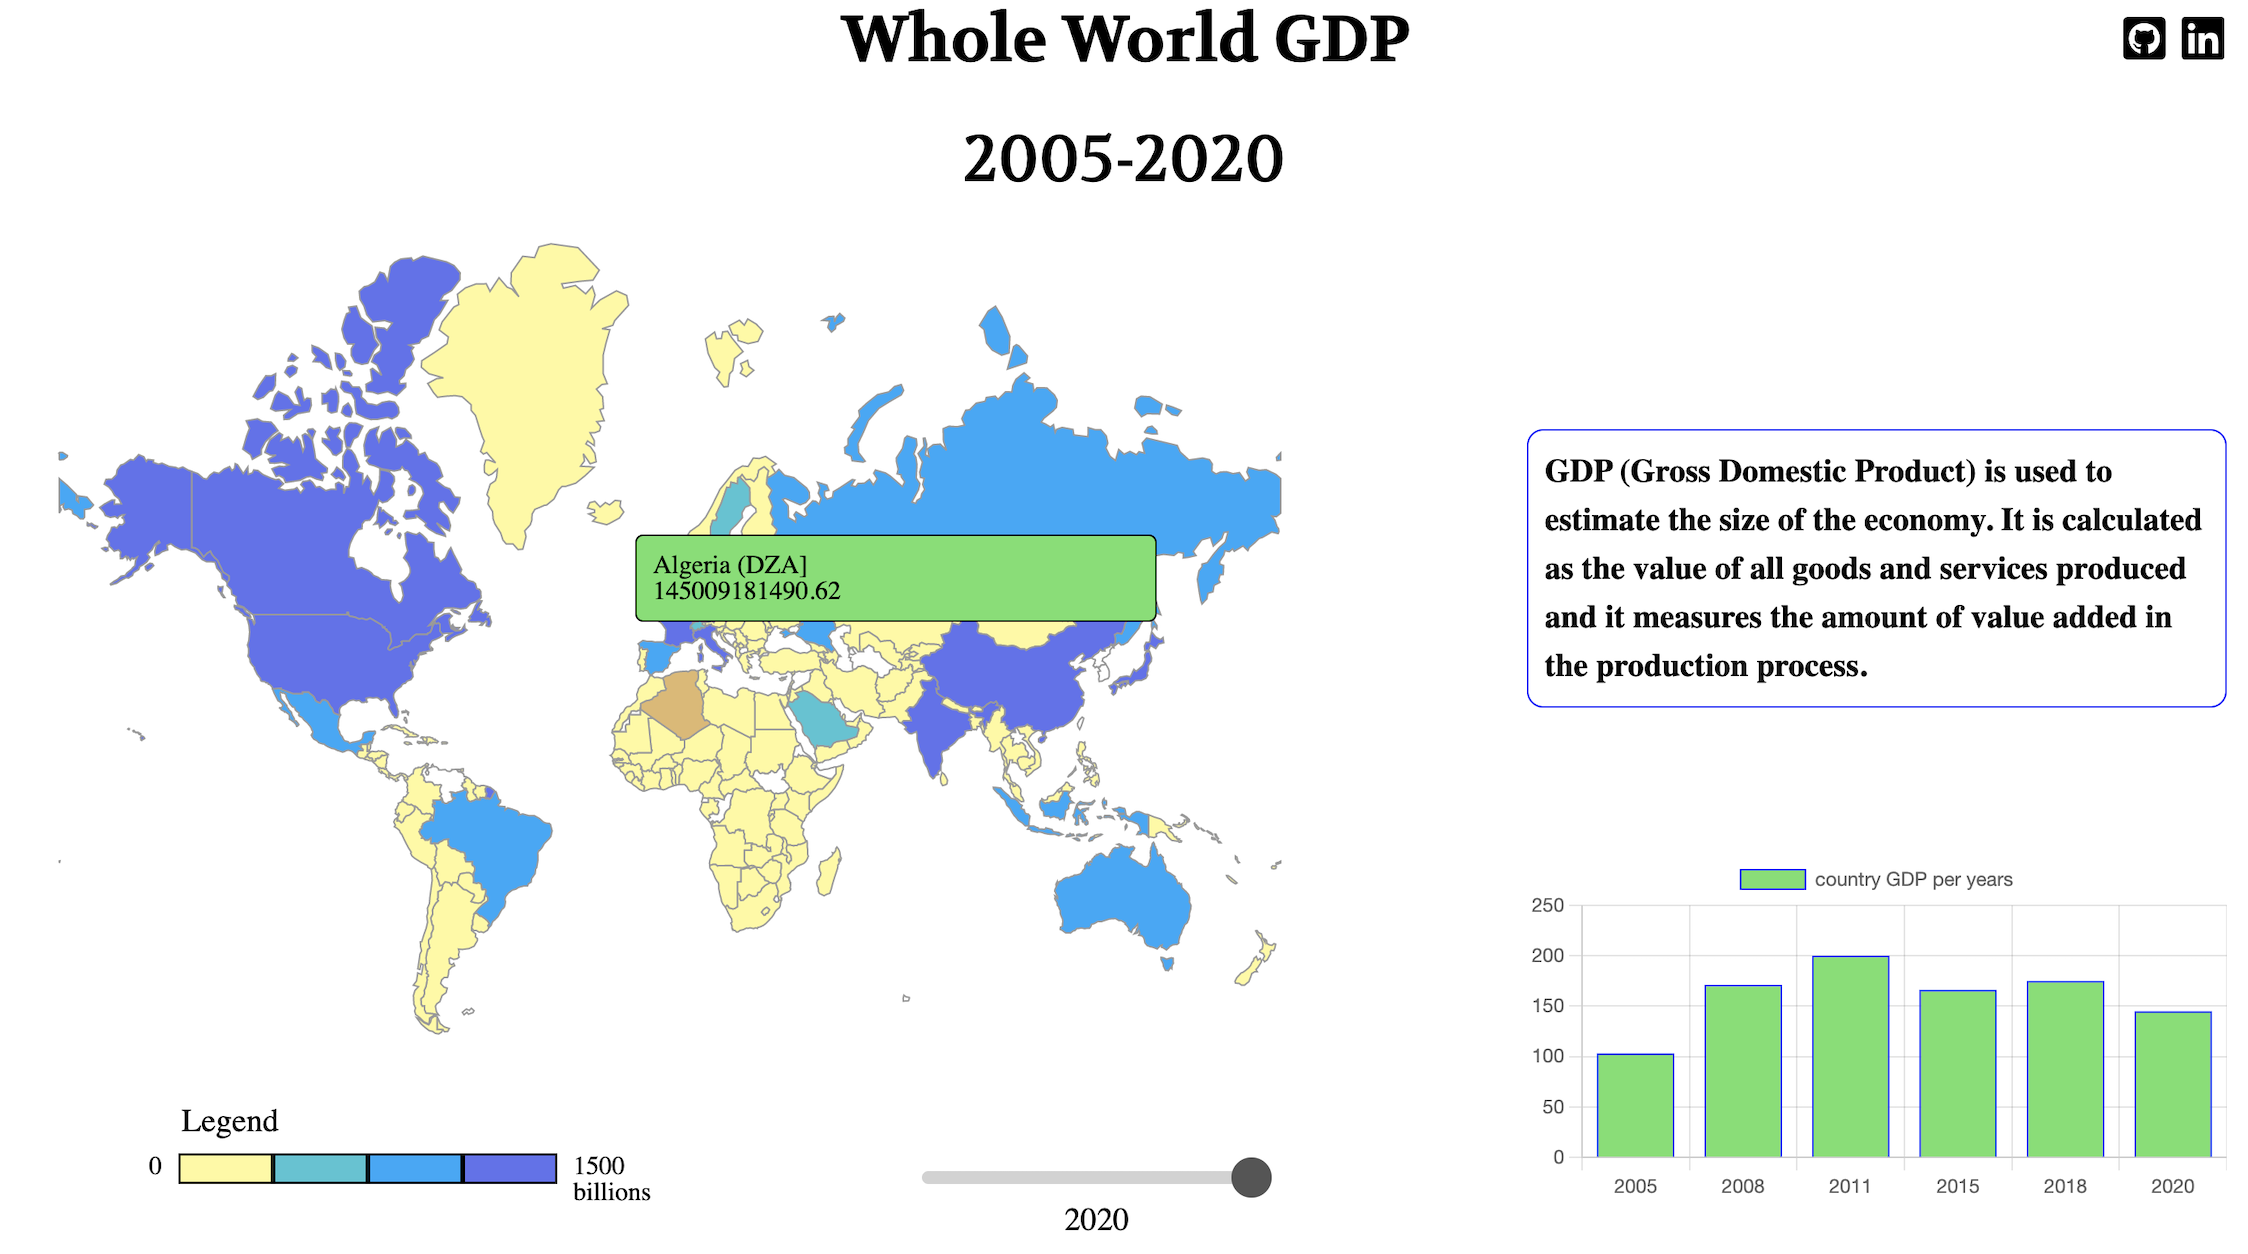 Whole World GDP
2005-2020
in
Algeria (DZA]
145009181490.62
GDP (Gross Domestic Product) is used to
estimate the size of the economy. It is calculated
as the value of all goods and services produced
and it measures the amount of value added in
the production process.
Legend
0
1500
billions
2020
country GDP per years
250
200
150
100
50
0
2005 2008 2011 2015 2018 2020